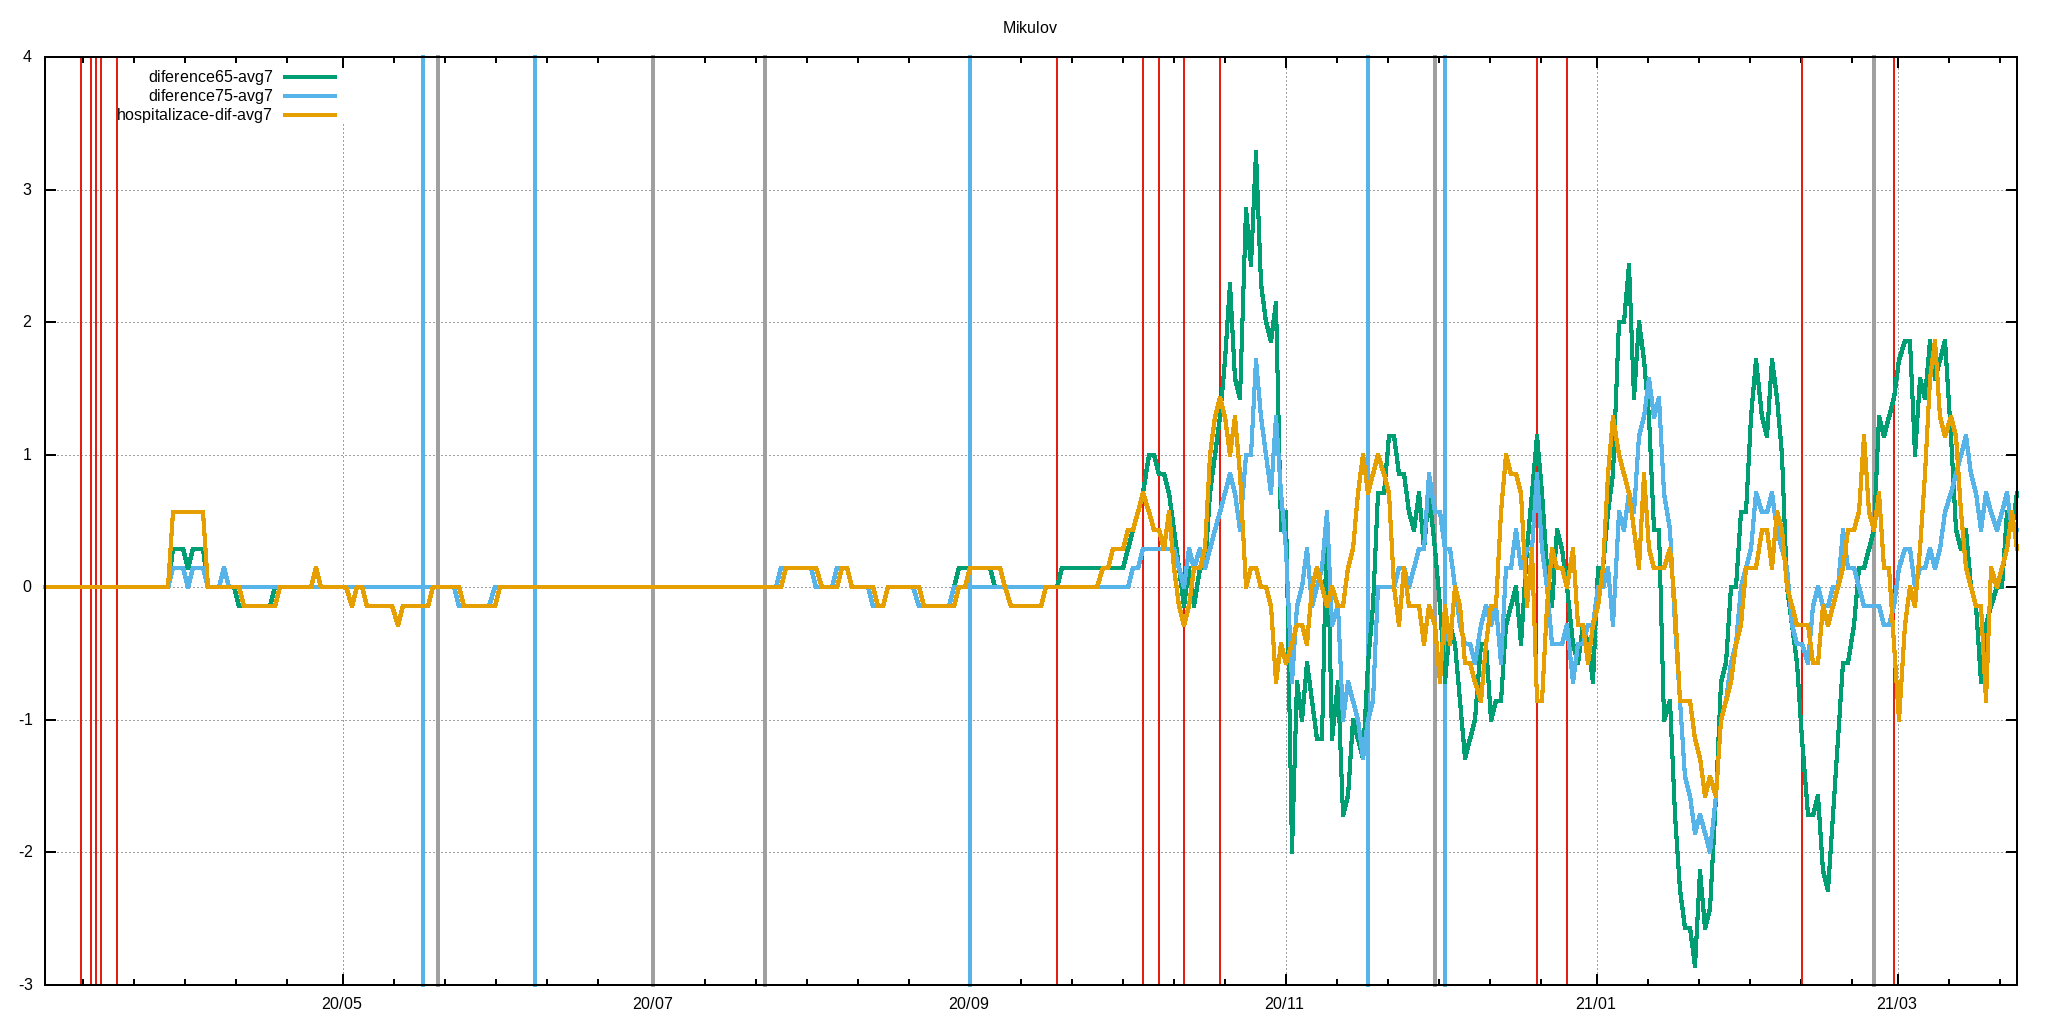 Mikulov
4
diference65-avg7
diference75-avg7
hospitalizace-dif-avg7
3
2
1
0
-1
-2
-3
20/05 20/07 20/09 20/11 21/01 21/03